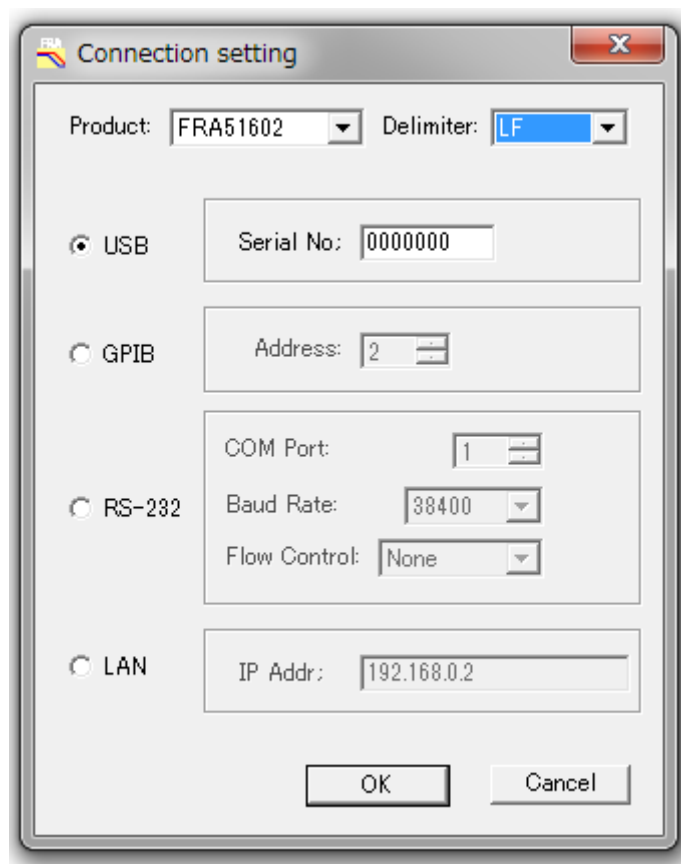 FRA
Connection setting
Product: FRA51602 Delimiter: LF
USB Serial No; 0000000
GPIB Address: 2
COM Port: 1
RS-232 Baud Rate: 38400
Flow Control: None
LAN IP Addr; 192.168.0.2
OK Cancel